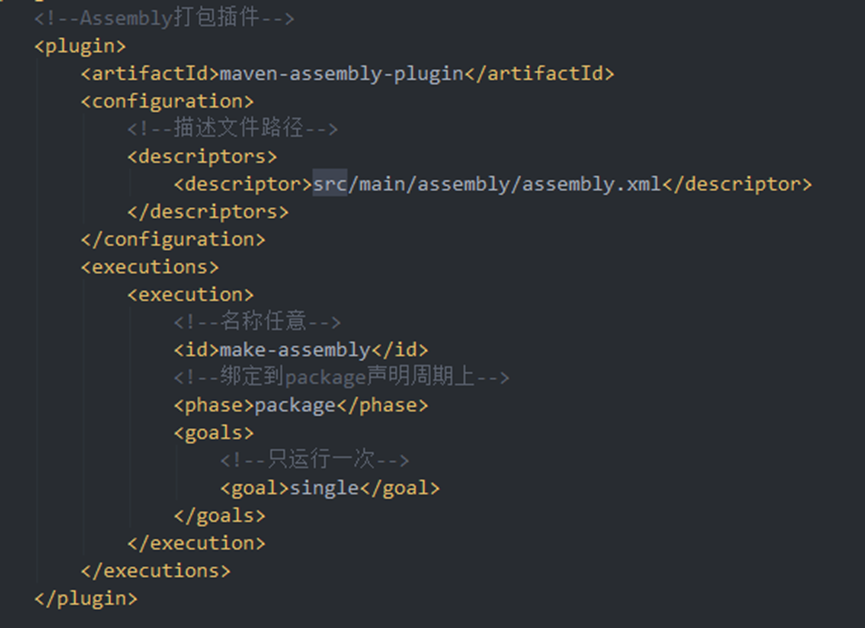 <!--Assembly打包插件-->
<plugin>
<artifactId>maven-assembly-plugin</artifactId>
<configuration>
<!--描述文件路径-->
<descriptors>
<descriptor>src/main/assembly/assembly.xml</descriptor>
</descriptors>
</configuration>
<executions>
<execution>
<!--名称任意-->
<id>make-assembly</id>
<!--绑定到package声明周期上-->
<phase>package</phase>
<goals>
<!--只运行一次-->
<goal>single</goal>
</goals>
</execution>
</executions>
</plugin>